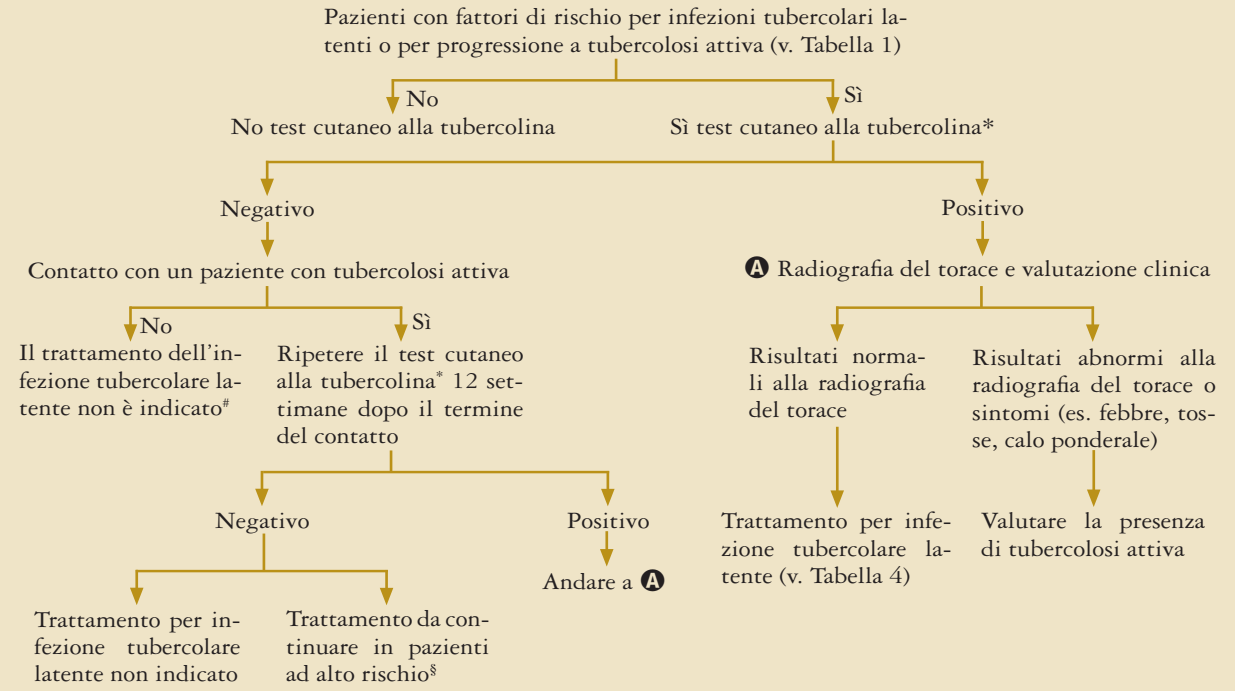 Pazienti con fattori di rischio per infezioni tubercolari la-
tenti o per progressione a tubercolosi attiva (v. Tabella 1)
No
Sì
No test cutaneo alla tubercolina
Sì test cutaneo alla tubercolina*
Negativo
Positivo
Contatto con un paziente con tubercolosi attiva
A Radiografia del torace e valutazione clinica
No
Sì
Il trattamento dell'in-
fezione tubercolare la-
tente non è indicato#
Ripetere il test cutaneo
alla tubercolina* 12 set-
timane dopo il termine
del contatto
Risultati norma-
li alla radiografia
del torace
Risultati abnormi alla
radiografia del torace o
sintomi (es. febbre, tos-
se, calo ponderale)
Negativo
Positivo
Trattamento per infe-
zione tubercolare la-
tente (v. Tabella 4)
Valutare la presenza
di tubercolosi attiva
Andare a A
Trattamento per in-
fezione tubercolare
latente non indicato
Trattamento da con-
tinuare in pazienti
ad alto rischio§